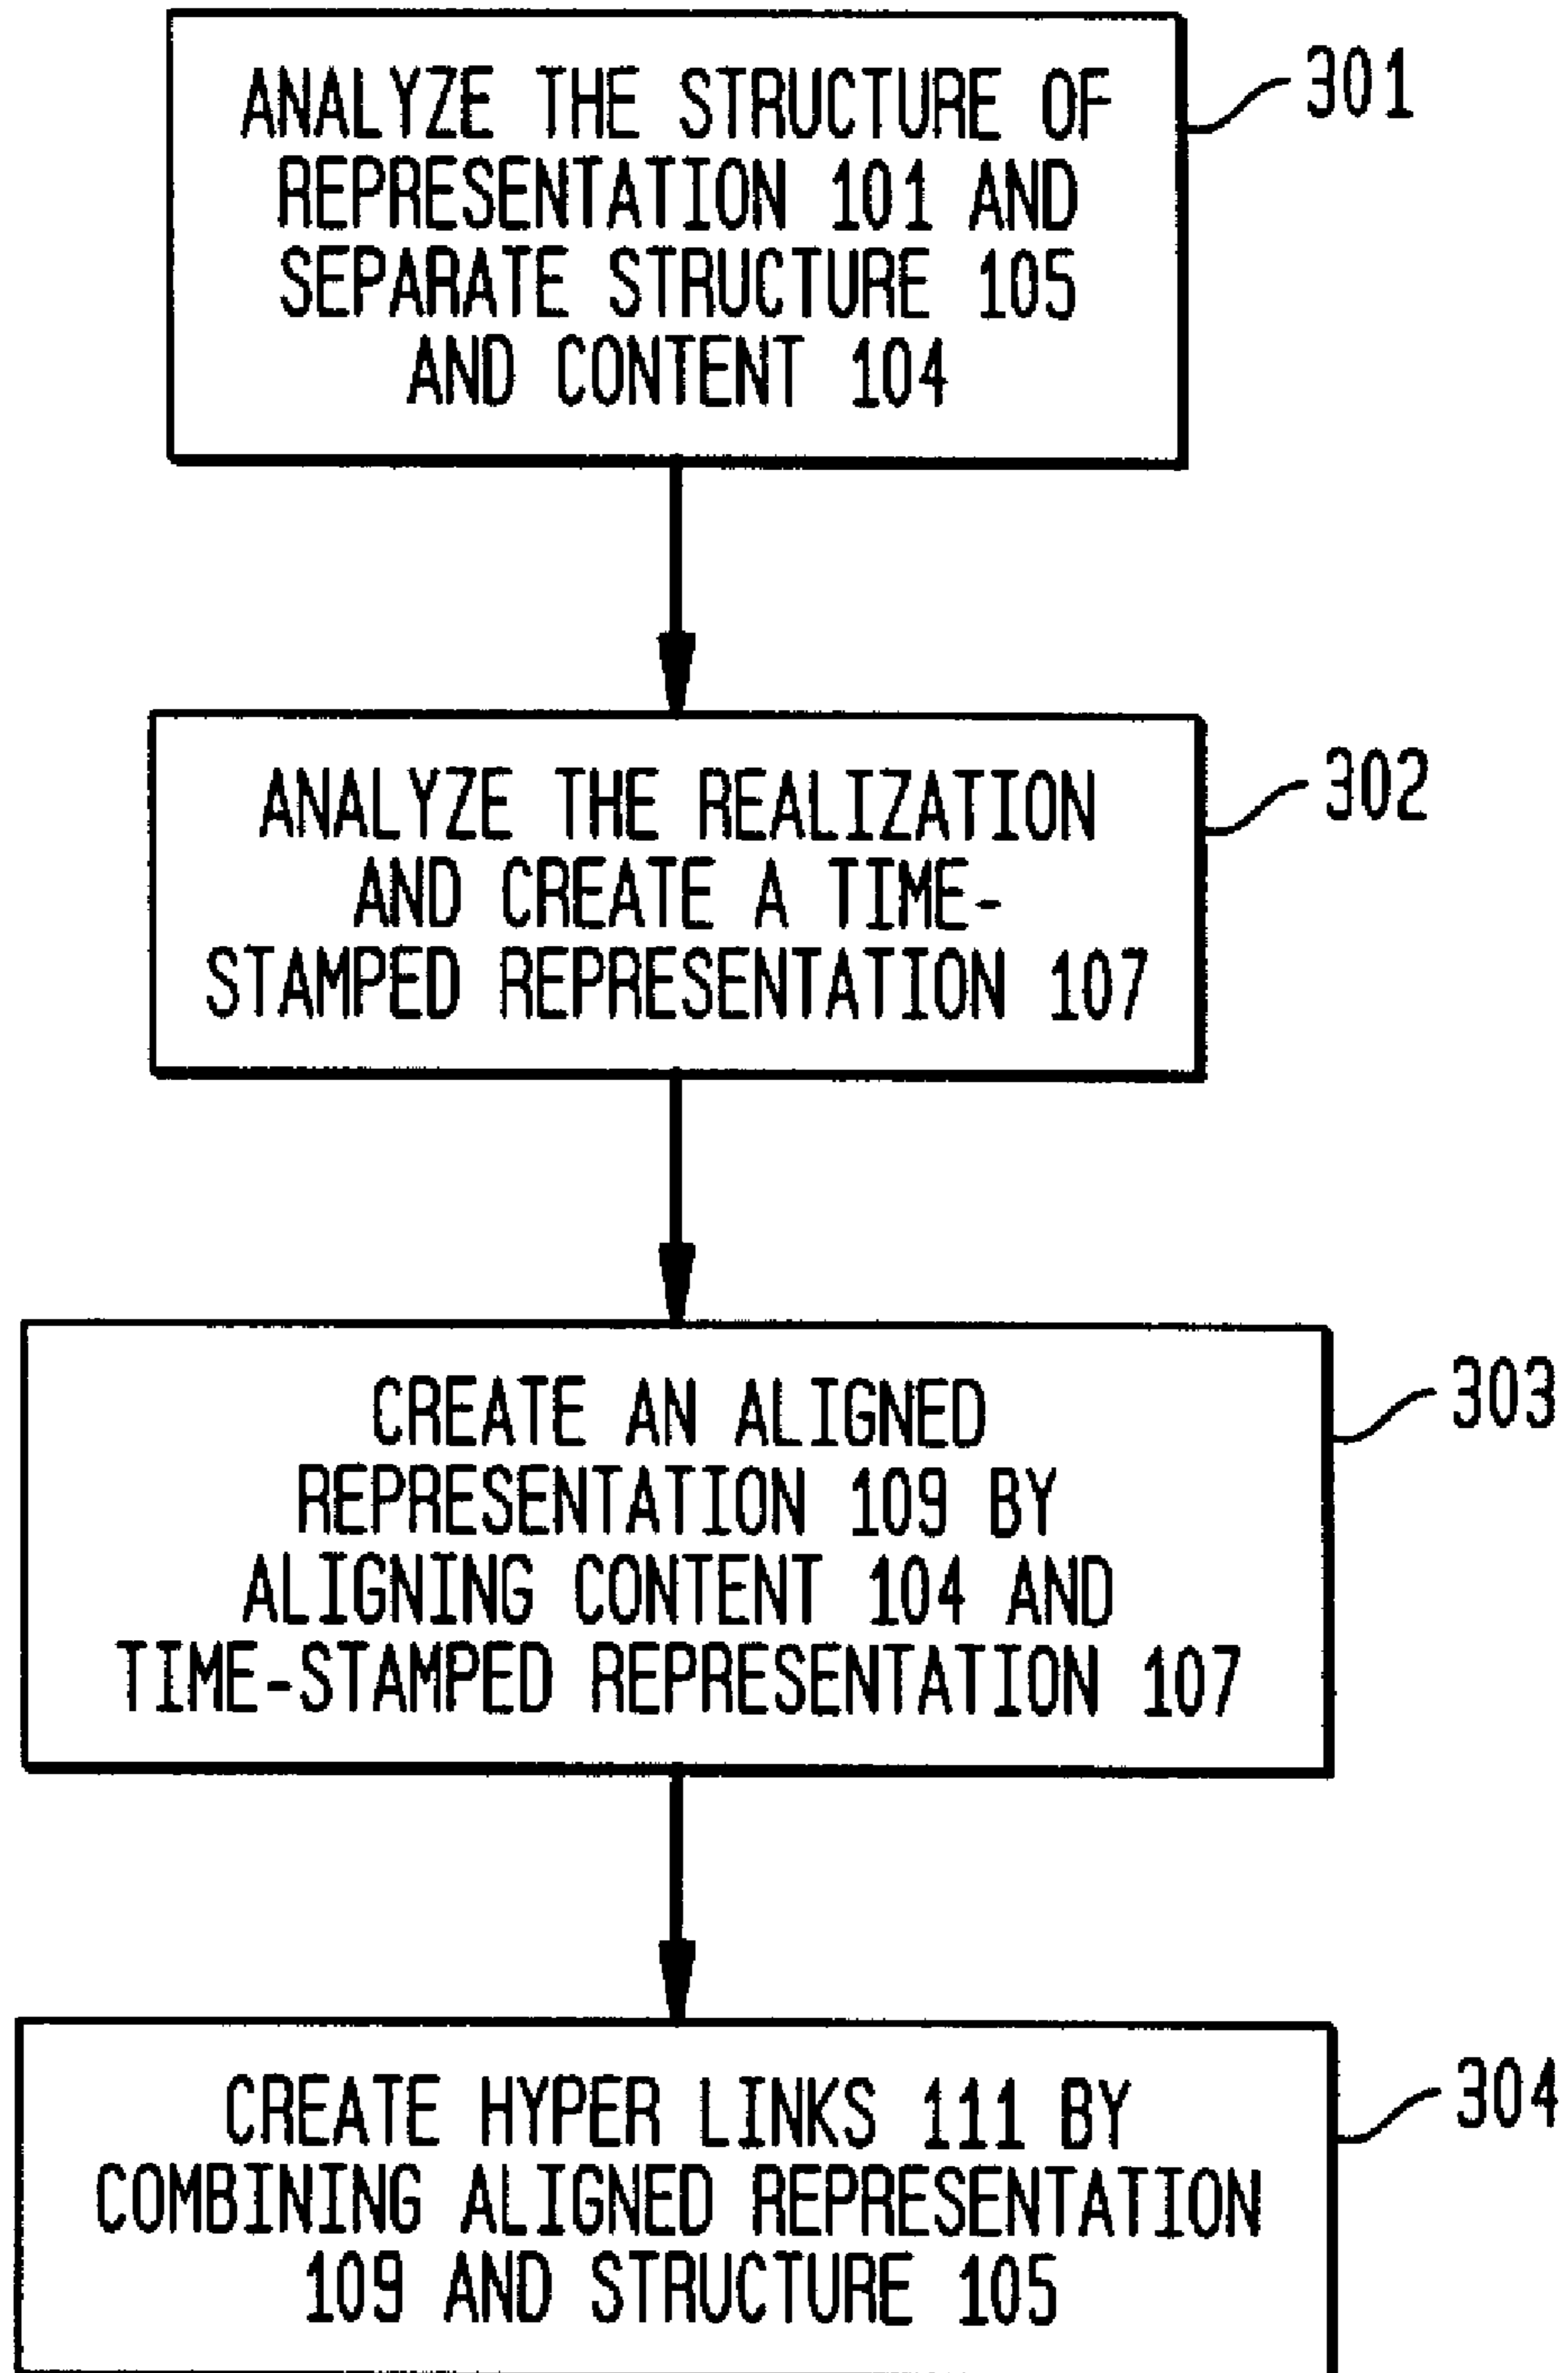 ANALYZE THE STRUCTURE OF
REPRESENTATION 101 AND
SEPARATE STRUCTURE 105
AND CONTENT 104
301
ANALYZE THE REALIZATION
AND CREATE A TIME-
STAMPED REPRESENTATION 107
302
CREATE AN ALIGNED
REPRESENTATION 109 BY
ALIGNING CONTENT 104 AND
TIME-STAMPED REPRESENTATION 107
303
CREATE HYPER LINKS 111 BY
COMBINING ALIGNED REPRESENTATION
109 AND STRUCTURE 105
304